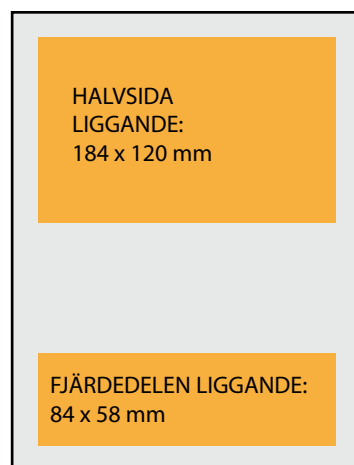 HALVSIDA
LIGGANDE:
184 x 120 mm
FJÄRDEDELEN LIGGANDE:
84 x 58 mm